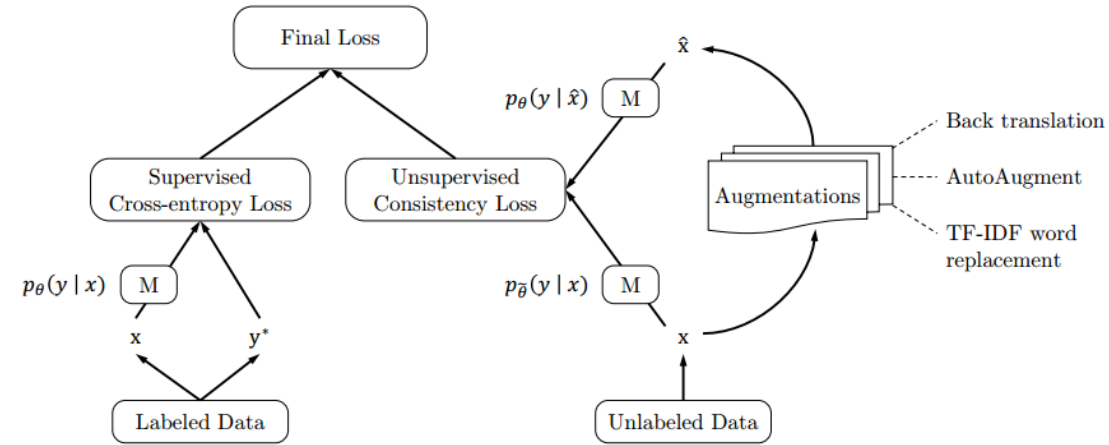 Final Loss
x̂
p_θ(y | x̂)
M
Back translation
Supervised
Cross-entropy Loss
Unsupervised
Consistency Loss
Augmentations
AutoAugment
TF-IDF word
replacement
p_θ(y | x)
M
p_θ̃(y | x)
M
x
y*
x
Labeled Data
Unlabeled Data